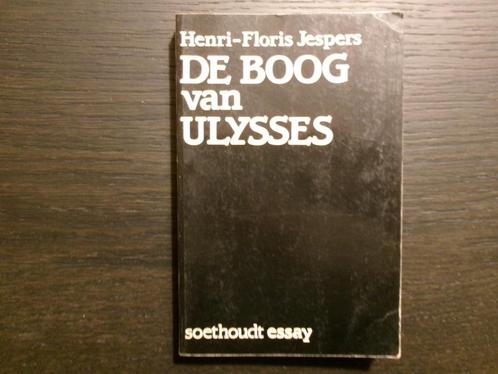 Henri-Floris Jespers
DE BOOG
van
ULYSSES
soethoudt essay